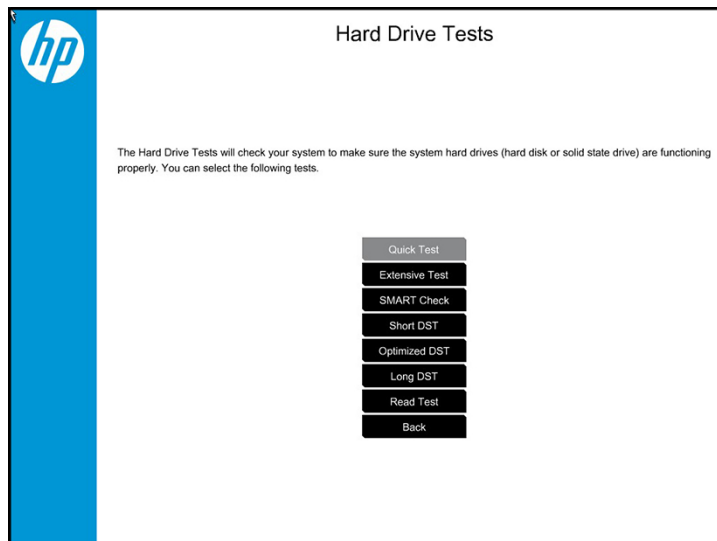 hp
Hard Drive Tests
The Hard Drive Tests will check your system to make sure the system hard drives (hard disk or solid state drive) are functioning
properly. You can select the following tests.
Quick Test
Extensive Test
SMART Check
Short DST
Optimized DST
Long DST
Read Test
Back